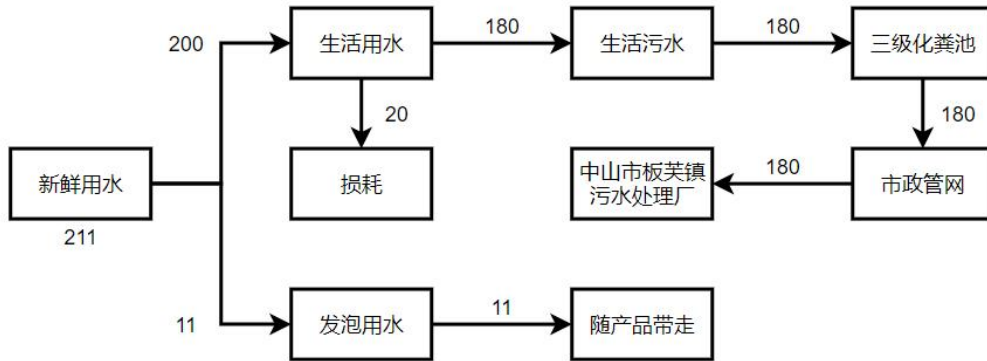 200
生活用水
180
生活污水
180
三级化粪池
20
180
新鲜用水
211
损耗
中山市板芙镇
污水处理厂
180
市政管网
11
发泡用水
11
随产品带走